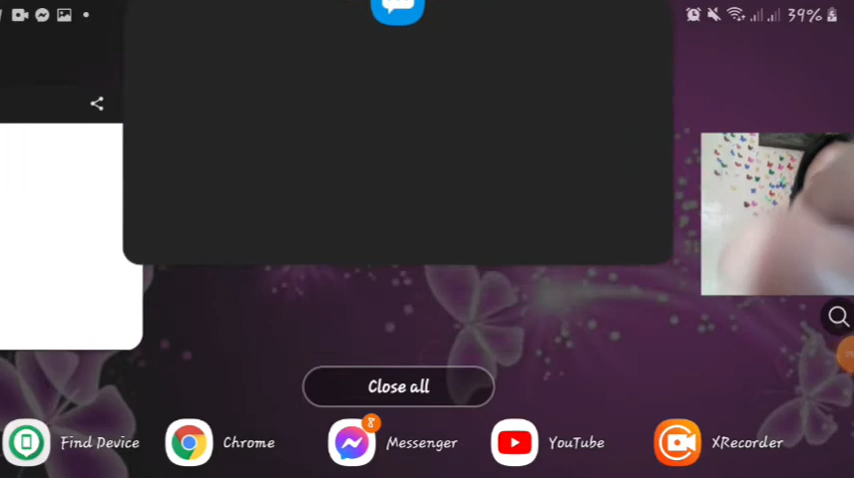 39%
Close all
Find Device
Chrome
8
Messenger
YouTube
XRecorder